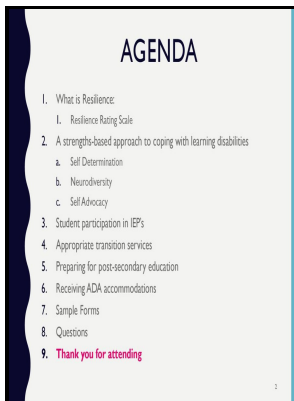 AGENDA
1. What is Resilience:
1. Resilience Rating Scale
2. A strengths-based approach to coping with learning disabilities
a. Self Determination
b. Neurodiversity
c. Self Advocacy
3. Student participation in IEP's
4. Appropriate transition services
5. Preparing for post-secondary education
6. Receiving ADA accommodations
7. Sample Forms
8. Questions
9. Thank you for attending
2